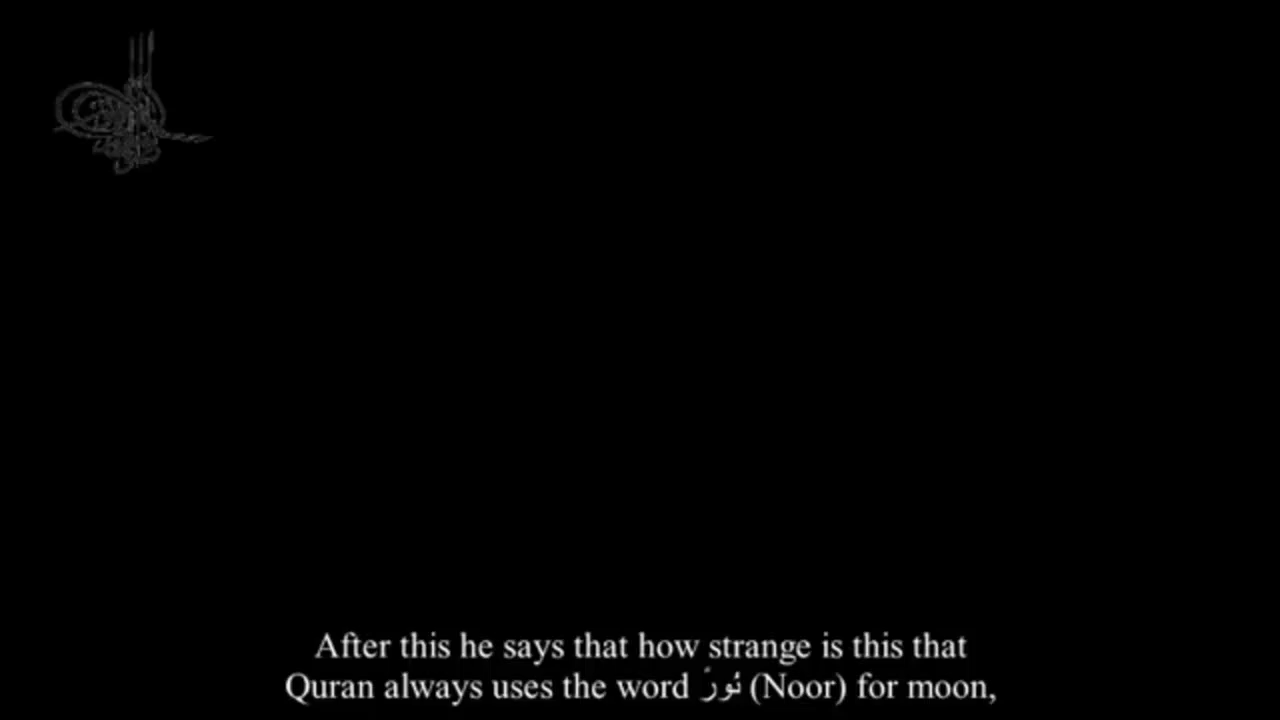 After this he says that how strange is this that
Quran always uses the word نُورٌ (Noor) for moon,